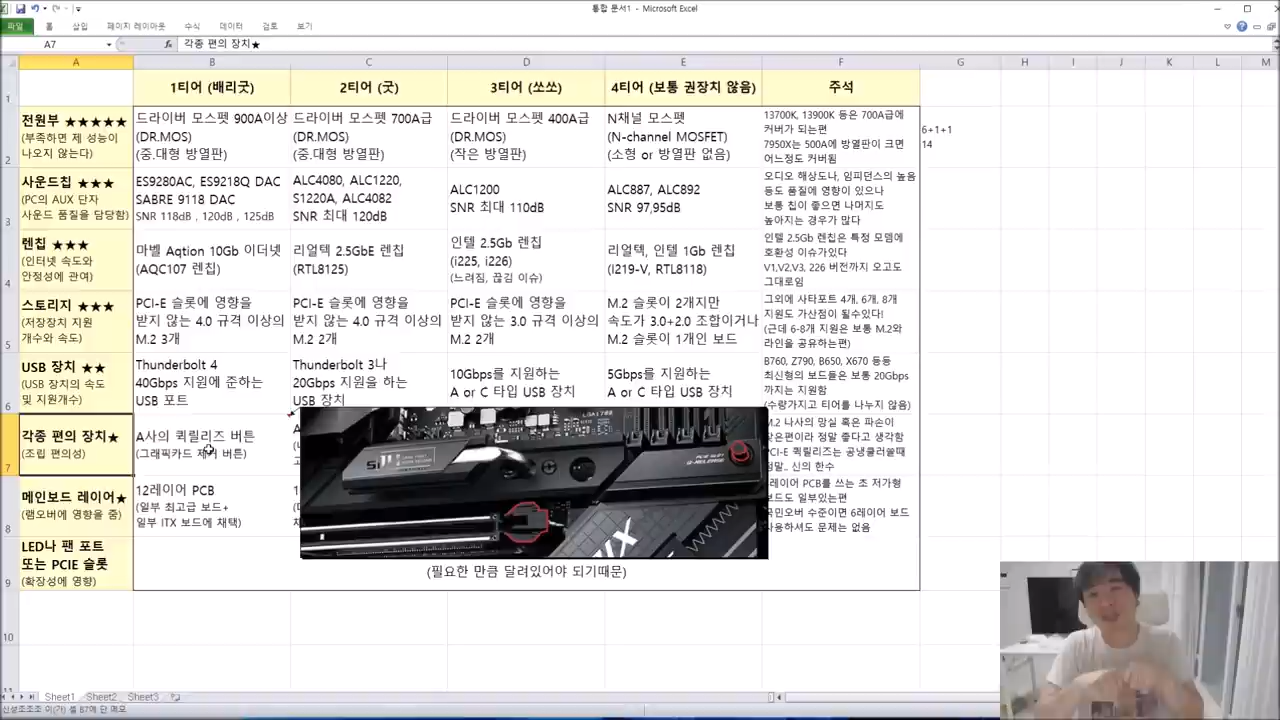 통합 문서1 - Microsoft Excel
파일 홈 삽입 페이지 레이아웃 수식 데이터 검토 보기
A7 fx 각종 편의 장치★
A B C D E F G H I J K L M
1 1티어 (배리굿) 2티어 (굿) 3티어 (쏘쏘) 4티어 (보통 권장치 않음) 주석
전원부 ★★★★★
(부족하면 제 성능이
나오지 않는다)
드라이버 모스펫 900A이상
(DR.MOS)
(중.대형 방열판)
드라이버 모스펫 700A급
(DR.MOS)
(중.대형 방열판)
드라이버 모스펫 400A급
(DR.MOS)
(작은 방열판)
N채널 모스펫
(N-channel MOSFET)
(소형 or 방열판 없음)
13700K, 13900K 등은 700A급에
커버가 되는편
7950X는 500A에 방열판이 크면
어느정도 커버됨
6+1+1
14
2
사운드칩 ★★★
(PC의 AUX 단자
사운드 품질을 담당함)
ES9280AC, ES9218Q DAC
SABRE 9118 DAC
SNR 118dB , 120dB , 125dB
ALC4080, ALC1220,
S1220A, ALC4082
SNR 최대 120dB
ALC1200
SNR 최대 110dB
ALC887, ALC892
SNR 97,95dB
오디오 해상도나, 임피던스의 높음
등도 품질에 영향이 있으나
보통 칩이 좋으면 나머지도
높아지는 경우가 많다
3
렌칩 ★★★
(인터넷 속도와
안정성에 관여)
마벨 Aqtion 10Gb 이더넷
(AQC107 렌칩)
리얼텍 2.5GbE 렌칩
(RTL8125)
인텔 2.5Gb 렌칩
(i225, i226)
(느려짐, 끊김 이슈)
리얼텍, 인텔 1Gb 렌칩
(I219-V, RTL8118)
인텔 2.5Gb 렌칩은 특정 모뎀에
호환성 이슈가있다
V1,V2,V3, 226 버전까지 오고도
그대로임
4
스토리지 ★★★
(저장장치 지원
개수와 속도)
PCI-E 슬롯에 영향을
받지 않는 4.0 규격 이상의
M.2 3개
PCI-E 슬롯에 영향을
받지 않는 4.0 규격 이상의
M.2 2개
PCI-E 슬롯에 영향을
받지 않는 3.0 규격 이상의
M.2 2개
M.2 슬롯이 2개지만
속도가 3.0+2.0 조합이거나
M.2 슬롯이 1개인 보드
그외에 사타포트 4개, 6개, 8개
지원도 가산점이 될수있다!
(근데 6-8개 지원은 보통 M.2와
라인을 공유하는편)
5
USB 장치 ★★
(USB 장치의 속도
및 지원개수)
Thunderbolt 4
40Gbps 지원에 준하는
USB 포트
Thunderbolt 3나
20Gbps 지원을 하는
USB 장치
10Gbps를 지원하는
A or C 타입 USB 장치
5Gbps를 지원하는
A or C 타입 USB 장치
B760, Z790, B650, X670 등등
최신형의 보드들은 보통 20Gbps
까지는 지원함
(수량가지고 티어를 나누지 않음)
6
각종 편의 장치★
(조립 편의성)
A사의 퀵릴리즈 버튼
(그래픽카드 제거 버튼)
LGA1700
M.2 나사의 망실 혹은 파손이
잦은편이라 정말 좋다고 생각함
PCI-E 퀵릴리즈는 공냉쿨러쓸때
정말.. 신의 한수
7
메인보드 레이어★
(램오버에 영향을 줌)
12레이어 PCB
(일부 최고급 보드+
일부 ITX 보드에 채택)
레이어 PCB를 쓰는 초 저가형
보드도 일부있는편
국민오버 수준이면 6레이어 보드
사용하셔도 문제는 없음
8
LED나 팬 포트
또는 PCIE 슬롯
(확장성에 영향)
(필요한 만큼 달려있어야 되기때문)
9
10
11
Sheet1 Sheet2 Sheet3